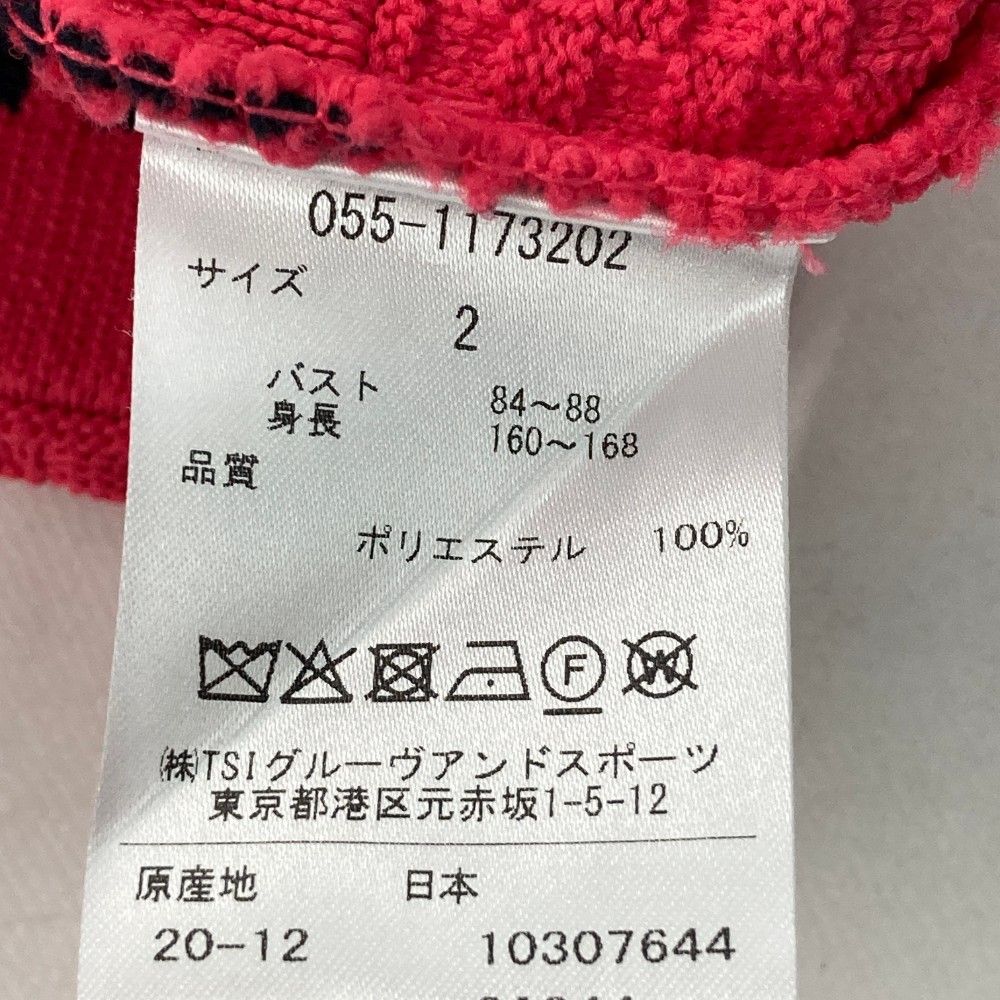 055-1173202
サイズ
2
バスト 84~88
身長 160~168
品質
ポリエステル 100%
F W
㈱TSIグルーヴアンドスポーツ
東京都港区元赤坂1-5-12
原産地 日本
20-12 10307644